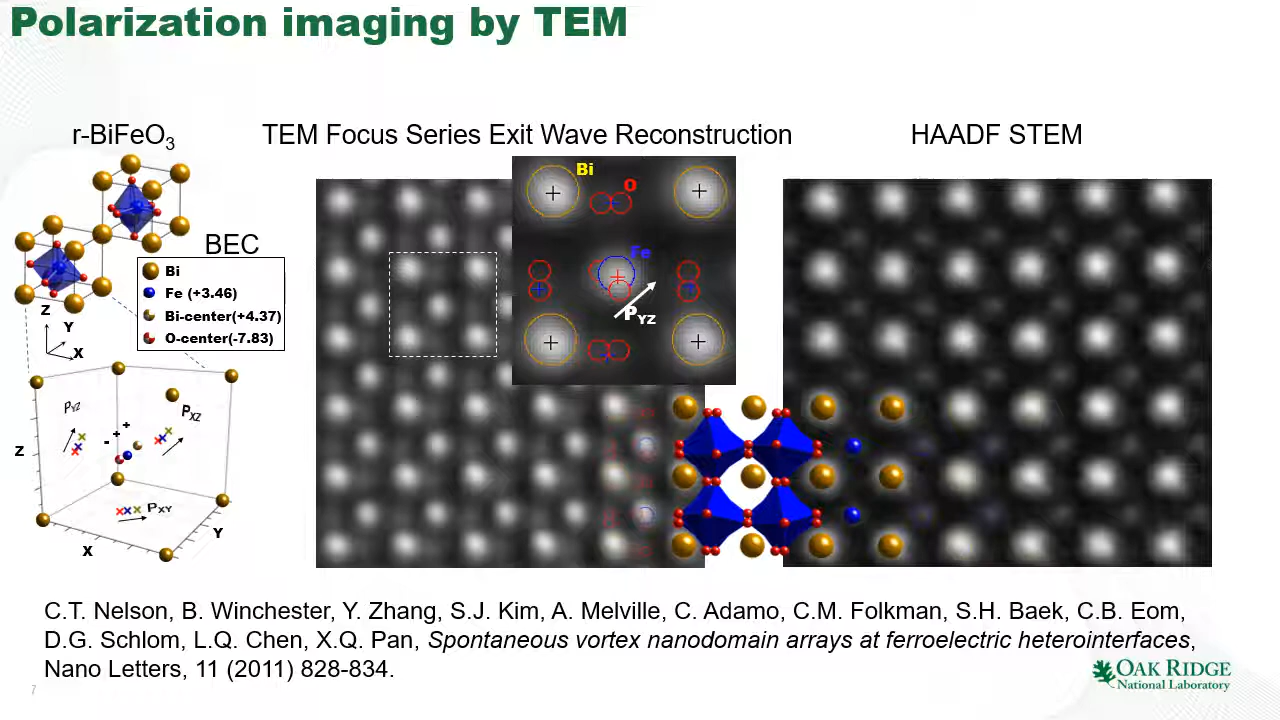 Polarization imaging by TEM
r-BiFeO3
TEM Focus Series Exit Wave Reconstruction
HAADF STEM
Bi
O
Fe
PYZ
BEC
Bi
Fe (+3.46)
Bi-center(+4.37)
O-center(-7.83)
Z
Y
X
PYZ
PXZ
- + +
Z
PXY
X
Y
C.T. Nelson, B. Winchester, Y. Zhang, S.J. Kim, A. Melville, C. Adamo, C.M. Folkman, S.H. Baek, C.B. Eom,
D.G. Schlom, L.Q. Chen, X.Q. Pan, Spontaneous vortex nanodomain arrays at ferroelectric heterointerfaces,
Nano Letters, 11 (2011) 828-834.
OAK RIDGE
National Laboratory
7